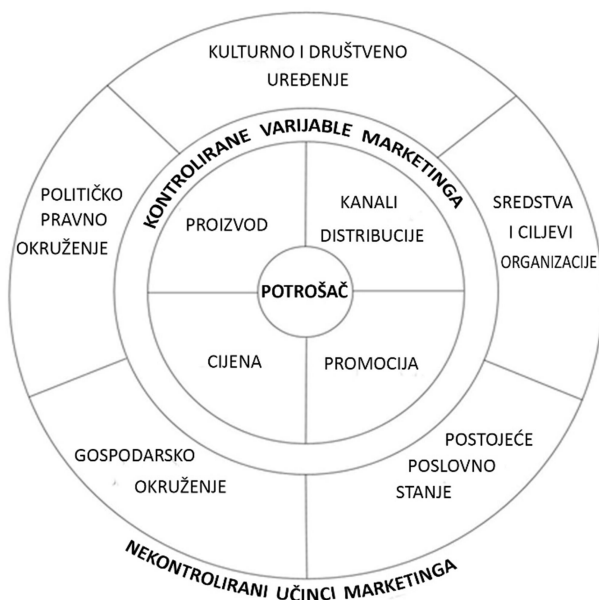 KULTURNO I DRUŠTVENO
UREĐENJE
KONTROLIRANE VARIJABLE MARKETINGA
POLITIČKO
PRAVNO
OKRUŽENJE
PROIZVOD
KANALI
DISTRIBUCIJE
SREDSTVA
I CILJEVI
ORGANIZACIJE
POTROŠAČ
CIJENA
PROMOCIJA
GOSPODARSKO
OKRUŽENJE
POSTOJEĆE
POSLOVNO
STANJE
NEKONTROLIRANI UČINCI MARKETINGA